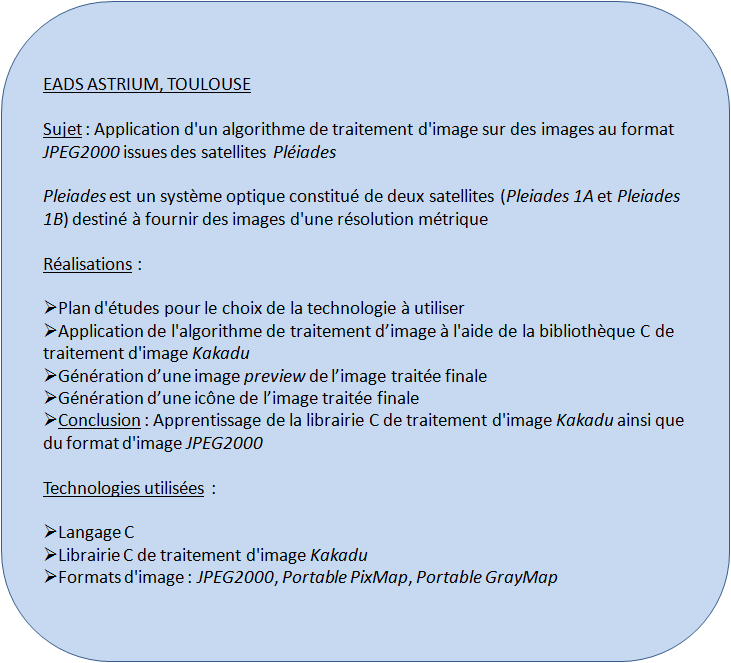 EADS ASTRIUM, TOULOUSE
Sujet : Application d'un algorithme de traitement d'image sur des images au format
JPEG2000 issues des satellites Pléiades
Pleiades est un système optique constitué de deux satellites (Pleiades 1A et Pleiades
1B) destiné à fournir des images d'une résolution métrique
Réalisations :
➢Plan d'études pour le choix de la technologie à utiliser
➢Application de l'algorithme de traitement d’image à l'aide de la bibliothèque C de
traitement d'image Kakadu
➢Génération d’une image preview de l’image traitée finale
➢Génération d’une icône de l’image traitée finale
➢Conclusion : Apprentissage de la librairie C de traitement d'image Kakadu ainsi que
du format d'image JPEG2000
Technologies utilisées :
➢Langage C
➢Librairie C de traitement d'image Kakadu
➢Formats d'image : JPEG2000, Portable PixMap, Portable GrayMap